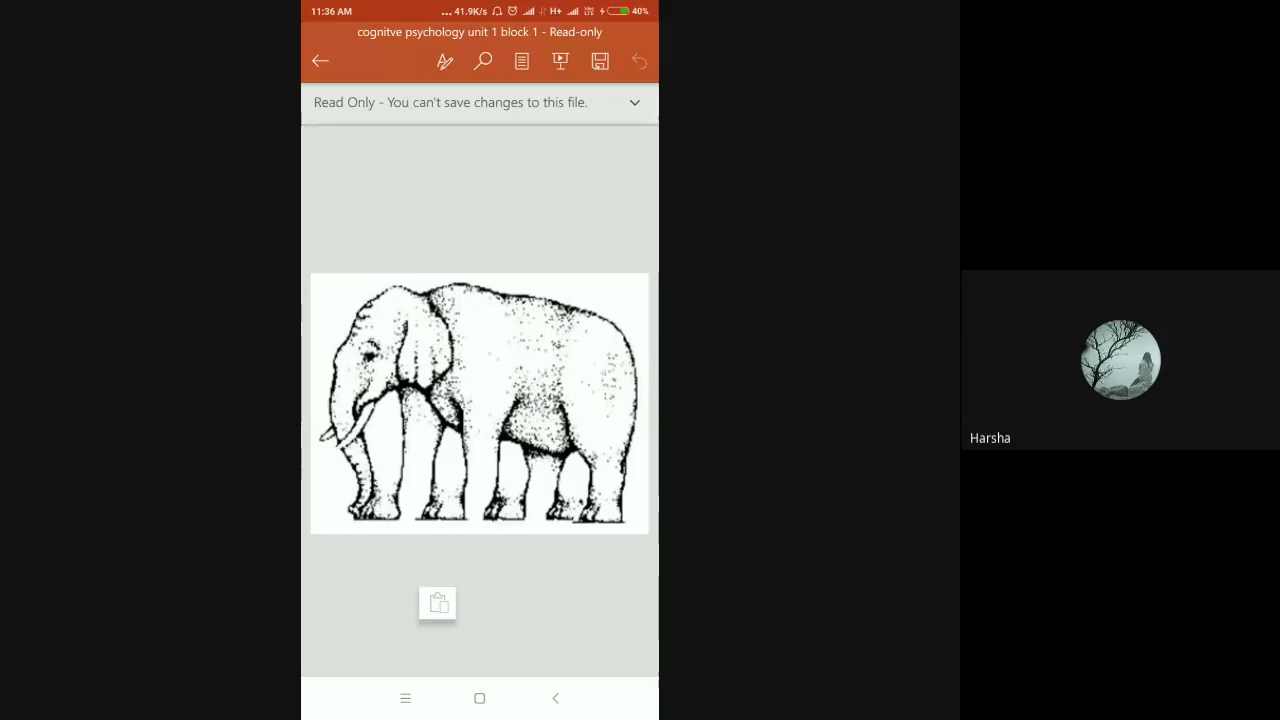 11:36 AM ... 41.9K/s H+ VoLTE 40%
cognitve psychology unit 1 block 1 - Read-only
Read Only - You can't save changes to this file.
Harsha